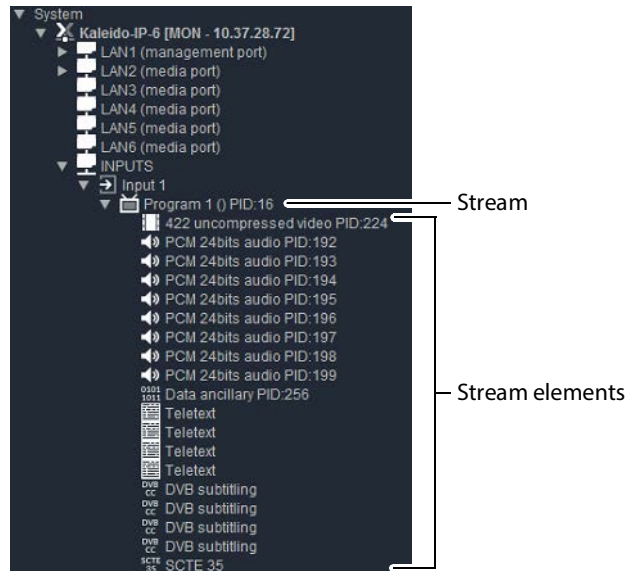 System
Kaleido-IP-6 [MON - 10.37.28.72]
LAN1 (management port)
LAN2 (media port)
LAN3 (media port)
LAN4 (media port)
LAN5 (media port)
LAN6 (media port)
INPUTS
Input 1
Program 1 () PID:16
Stream
422 uncompressed video PID:224
PCM 24bits audio PID:192
PCM 24bits audio PID:193
PCM 24bits audio PID:194
PCM 24bits audio PID:195
PCM 24bits audio PID:196
PCM 24bits audio PID:197
PCM 24bits audio PID:198
PCM 24bits audio PID:199
Stream elements
0101 1011 Data ancillary PID:256
Teletext
Teletext
Teletext
Teletext
DVB CC DVB subtitling
DVB CC DVB subtitling
DVB CC DVB subtitling
DVB CC DVB subtitling
SCTE 35 SCTE 35